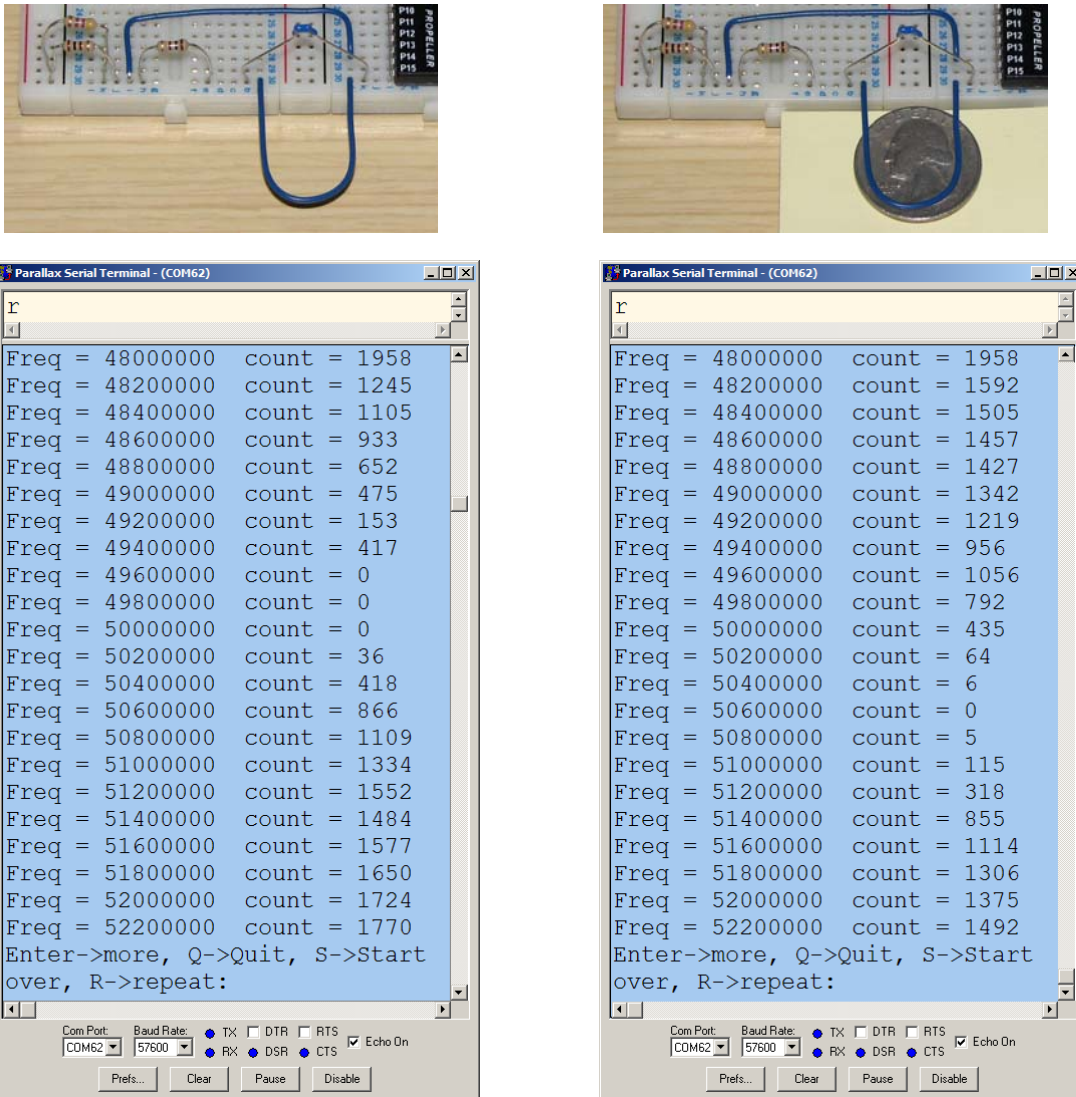 P10
P11
P12
P13
P14
P15
PROPELLER
P10
P11
P12
P13
P14
P15
PROPELLER
Parallax Serial Terminal - (COM62)
r
Freq = 48000000 count = 1958
Freq = 48200000 count = 1245
Freq = 48400000 count = 1105
Freq = 48600000 count = 933
Freq = 48800000 count = 652
Freq = 49000000 count = 475
Freq = 49200000 count = 153
Freq = 49400000 count = 417
Freq = 49600000 count = 0
Freq = 49800000 count = 0
Freq = 50000000 count = 0
Freq = 50200000 count = 36
Freq = 50400000 count = 418
Freq = 50600000 count = 866
Freq = 50800000 count = 1109
Freq = 51000000 count = 1334
Freq = 51200000 count = 1552
Freq = 51400000 count = 1484
Freq = 51600000 count = 1577
Freq = 51800000 count = 1650
Freq = 52000000 count = 1724
Freq = 52200000 count = 1770
Enter->more, Q->Quit, S->Start
over, R->repeat:
Com Port: Baud Rate: TX DTR RTS
COM62 57600 RX DSR CTS Echo On
Prefs... Clear Pause Disable
Parallax Serial Terminal - (COM62)
r
Freq = 48000000 count = 1958
Freq = 48200000 count = 1592
Freq = 48400000 count = 1505
Freq = 48600000 count = 1457
Freq = 48800000 count = 1427
Freq = 49000000 count = 1342
Freq = 49200000 count = 1219
Freq = 49400000 count = 956
Freq = 49600000 count = 1056
Freq = 49800000 count = 792
Freq = 50000000 count = 435
Freq = 50200000 count = 64
Freq = 50400000 count = 6
Freq = 50600000 count = 0
Freq = 50800000 count = 5
Freq = 51000000 count = 115
Freq = 51200000 count = 318
Freq = 51400000 count = 855
Freq = 51600000 count = 1114
Freq = 51800000 count = 1306
Freq = 52000000 count = 1375
Freq = 52200000 count = 1492
Enter->more, Q->Quit, S->Start
over, R->repeat:
Com Port: Baud Rate: TX DTR RTS
COM62 57600 RX DSR CTS Echo On
Prefs... Clear Pause Disable